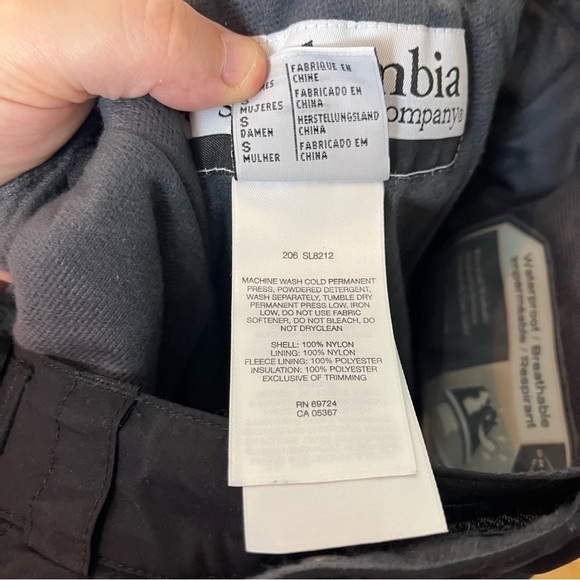 mbia
ompany®
S
MUJERES
S
DAMEN
S
MULHER
FABRIQUE EN
CHINE
FABRICADO EN
CHINA
HERSTELLUNGSLAND
CHINA
FABRICADO EM
CHINA
206 SL8212
MACHINE WASH COLD PERMANENT
PRESS, POWDERED DETERGENT,
WASH SEPARATELY, TUMBLE DRY
PERMANENT PRESS LOW, IRON
LOW, DO NOT USE FABRIC
SOFTENER, DO NOT BLEACH, DO
NOT DRYCLEAN
SHELL: 100% NYLON
LINING: 100% NYLON
FLEECE LINING: 100% POLYESTER
INSULATION: 100% POLYESTER
EXCLUSIVE OF TRIMMING
RN 69724
CA 05367
Waterproof / Breathable
Imperméable / Respirant